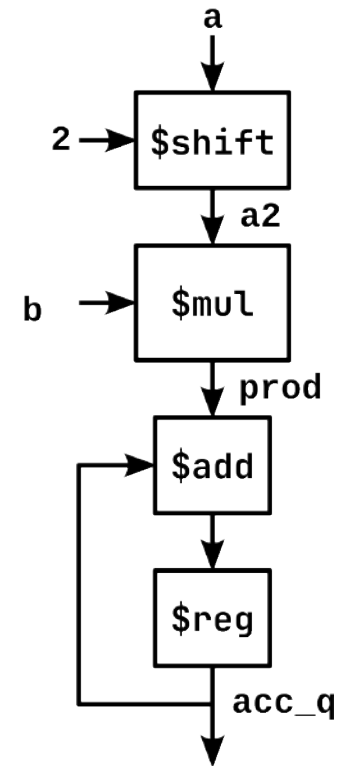 a
2
$shift
a2
b
$mul
prod
$add
$reg
acc_q